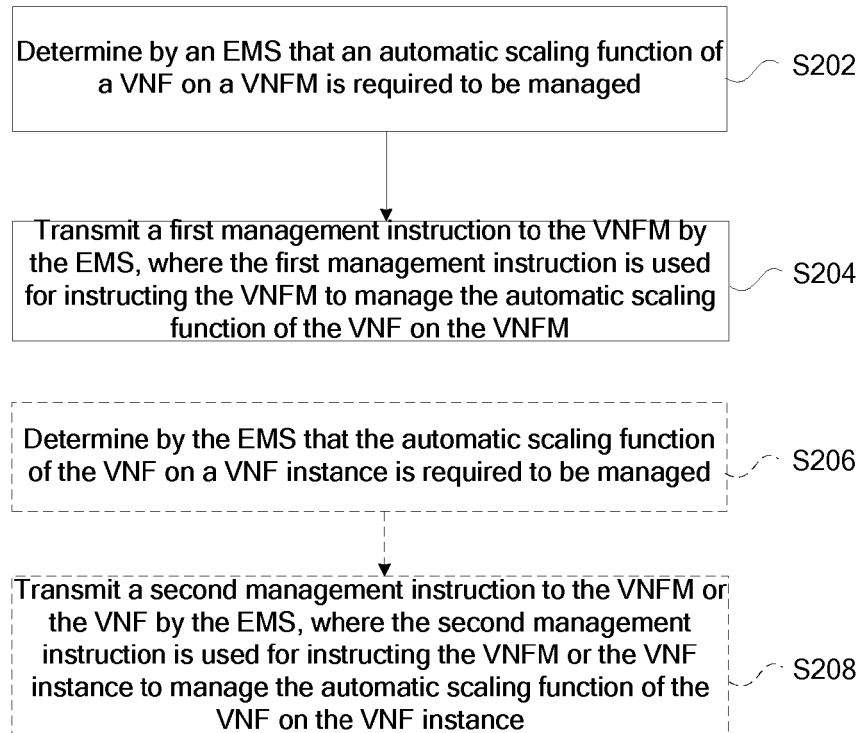 Determine by an EMS that an automatic scaling function of
a VNF on a VNFM is required to be managed
S202
Transmit a first management instruction to the VNFM by
the EMS, where the first management instruction is used
for instructing the VNFM to manage the automatic scaling
function of the VNF on the VNFM
S204
Determine by the EMS that the automatic scaling function
of the VNF on a VNF instance is required to be managed
S206
Transmit a second management instruction to the VNFM or
the VNF by the EMS, where the second management
instruction is used for instructing the VNFM or the VNF
instance to manage the automatic scaling function of the
VNF on the VNF instance
S208